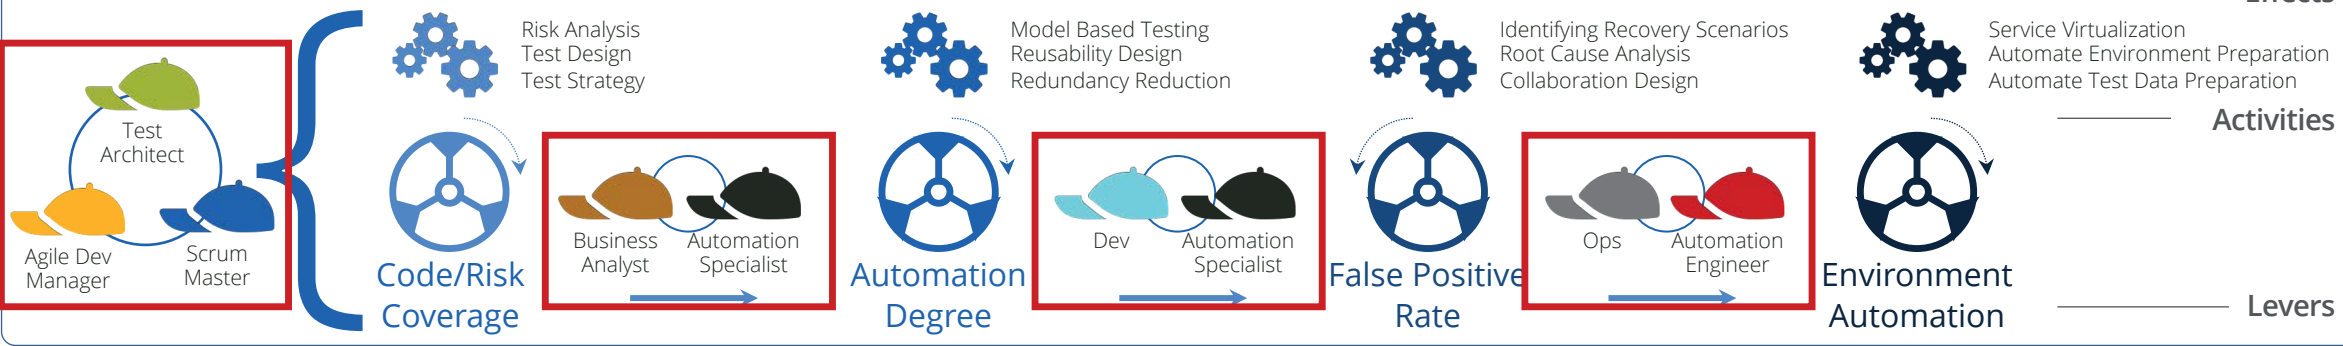 Effects
Risk Analysis
Test Design
Test Strategy
Model Based Testing
Reusability Design
Redundancy Reduction
Identifying Recovery Scenarios
Root Cause Analysis
Collaboration Design
Service Virtualization
Automate Environment Preparation
Automate Test Data Preparation
Activities
Test
Architect
Agile Dev
Manager
Scrum
Master
Code/Risk
Coverage
Business
Analyst
Automation
Specialist
Automation
Degree
Dev
Automation
Specialist
False Positive
Rate
Ops
Automation
Engineer
Environment
Automation
Levers